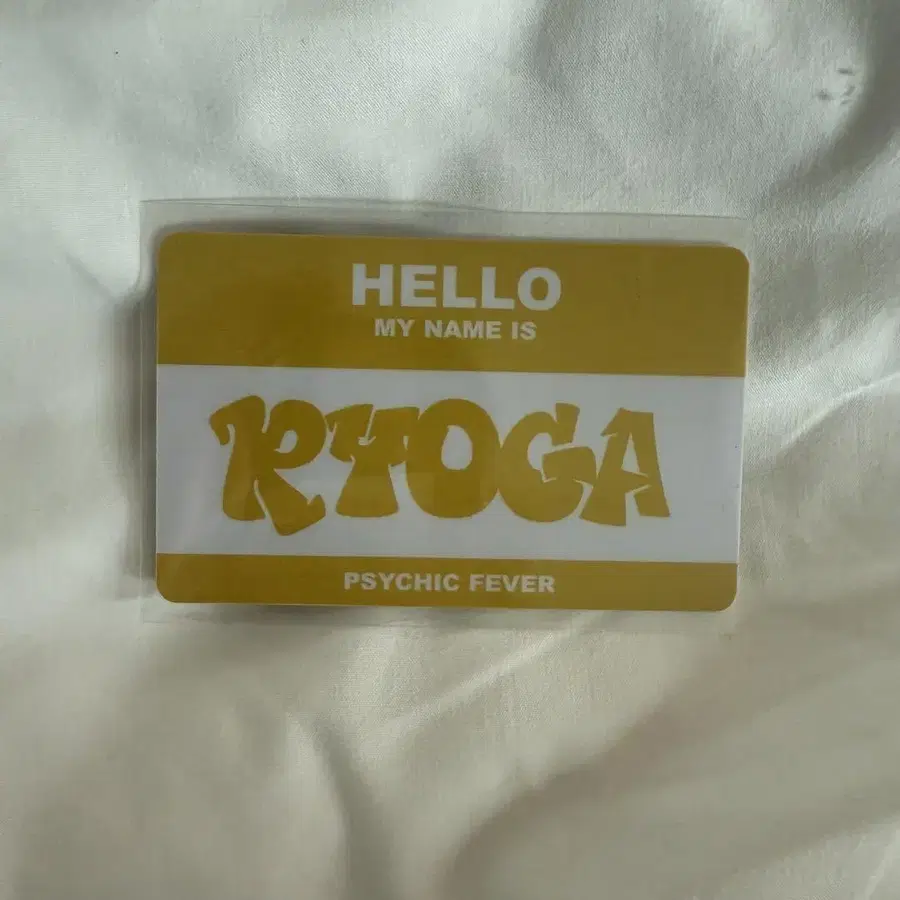 HELLO
MY NAME IS
RYOGA
PSYCHIC FEVER